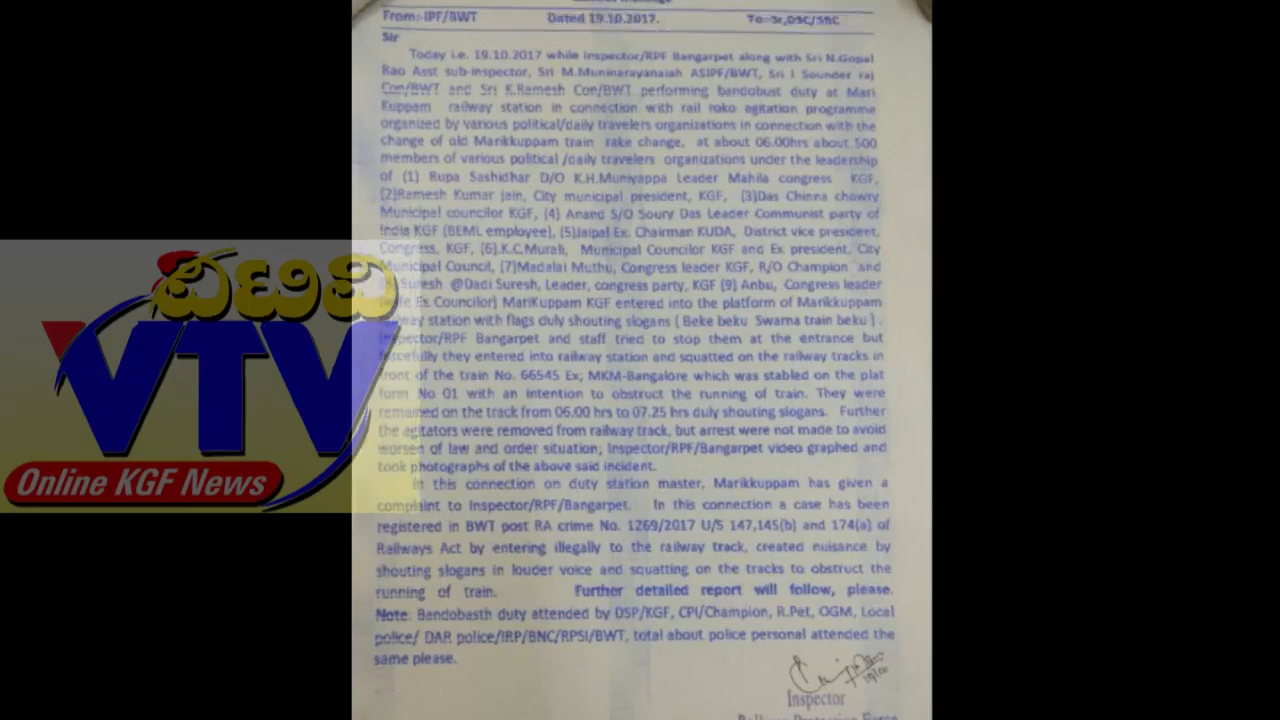 From:-IPF/BWT Dated 19.10.2017. To:-Sr,DSC/SBC
Sir
Today i.e. 19.10.2017 while Inspector/RPF Bangarpet along with Sri N.Gopal
Rao Asst sub-inspector, Sri M.Muninarayanaiah ASIPF/BWT, Sri I Sounder raj
Con/BWT and Sri K.Ramesh Con/BWT performing bandobust duty at Mari
Kuppam railway station in connection with rail roko agitation programme
organized by various political/daily travelers organizations in connection with the
change of old Marikkuppam train rake change, at about 06.00hrs about 500
members of various political /daily travelers organizations under the leadership
of (1) Rupa Sashidhar D/O K.H.Muniyappa Leader Mahila congress KGF,
(2)Ramesh Kumar Jain, City municipal president, KGF, (3)Das Chinna chowry
Municipal councilor KGF, (4) Anand S/O Soury Das Leader Communist party of
India KGF (BEML employee), (5)Jaipal Ex. Chairman KUDA, District vice president,
Congress, KGF, (6).K.C.Murali, Municipal Councilor KGF and Ex president, City
Municipal Council, (7)Madalai Muthu, Congress leader KGF, R/O Champion and
Suresh @Dadi Suresh, Leader, congress party, KGF (9) Anbu, Congress leader
Ex Councilor) MariKuppam KGF entered into the platform of Marikkuppam
station with flags duly shouting slogans ( Beke beku Swarna train beku ) .
Inspector/RPF Bangarpet and staff tried to stop them at the entrance but
forcefully they entered into railway station and squatted on the railway tracks in
front of the train No. 66545 Ex; MKM-Bangalore which was stabled on the plat
form No 01 with an intention to obstruct the running of train. They were
remained on the track from 06.00 hrs to 07.25 hrs duly shouting slogans. Further
the agitators were removed from railway track, but arrest were not made to avoid
worsen of law and order situation; Inspector/RPF/Bangarpet video graphed and
took photographs of the above said incident.
In this connection on duty station master, Marikkuppam has given a
complaint to Inspector/RPF/Bangarpet. In this connection a case has been
registered in BWT post RA crime No. 1269/2017 U/S 147,145(b) and 174(a) of
Railways Act by entering illegally to the railway track, created nuisance by
shouting slogans in louder voice and squatting on the tracks to obstruct the
running of train. Further detailed report will follow, please.
Note: Bandobasth duty attended by DSP/KGF, CPI/Champion, R.Pet, OGM, Local
police/ DAR police/IRP/BNC/RPSI/BWT, total about police personal attended the
same please.
Inspector
Railway Protection Force
ವಿಟಿವಿ
VTV
Online KGF News